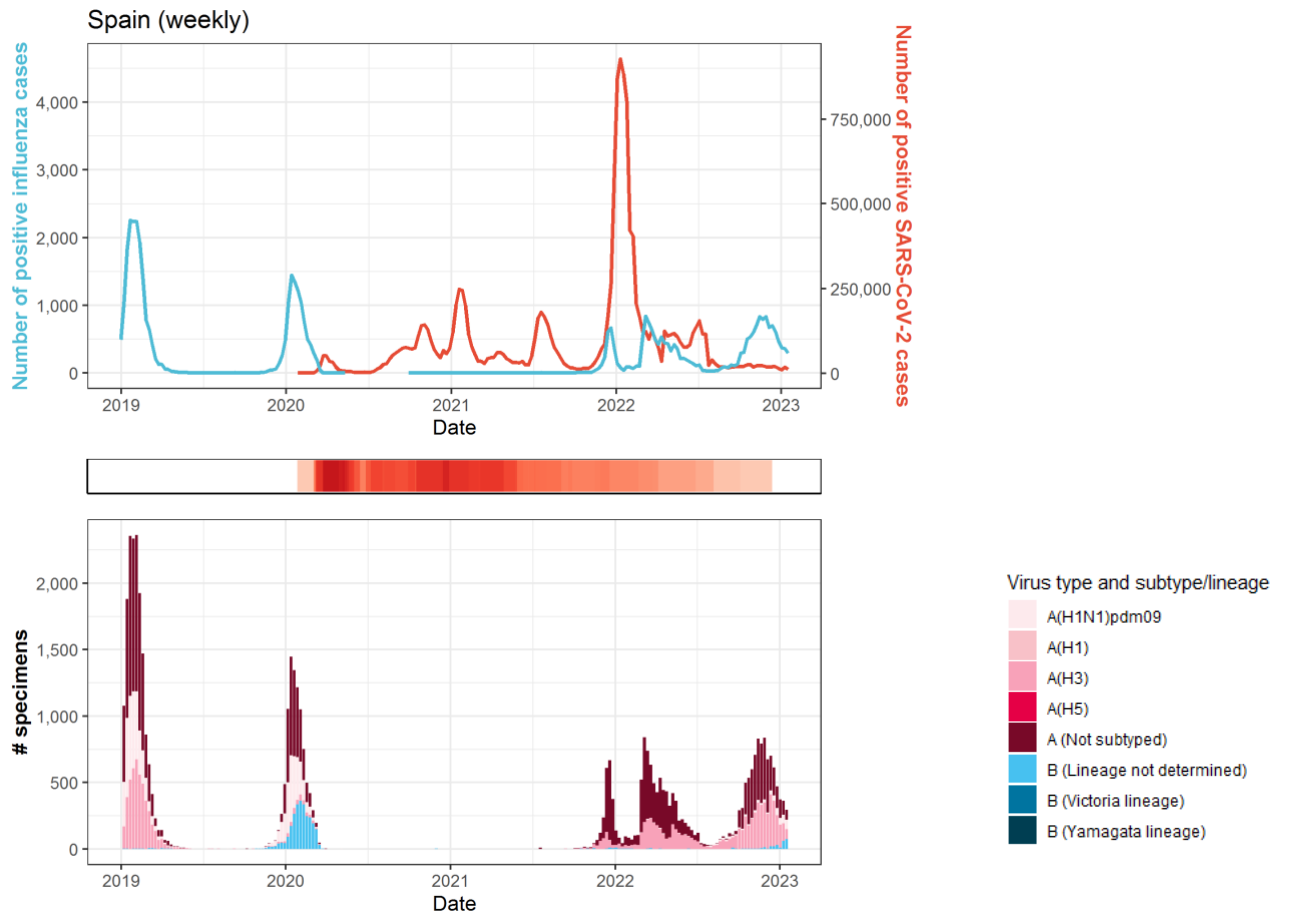 Spain (weekly)
Number of positive influenza cases
4,000
3,000
2,000
1,000
0
Number of positive SARS-CoV-2 cases
750,000
500,000
250,000
0
2019 2020 2021 2022 2023
Date
# specimens
2,000
1,500
1,000
500
0
2019 2020 2021 2022 2023
Date
Virus type and subtype/lineage
A(H1N1)pdm09
A(H1)
A(H3)
A(H5)
A (Not subtyped)
B (Lineage not determined)
B (Victoria lineage)
B (Yamagata lineage)